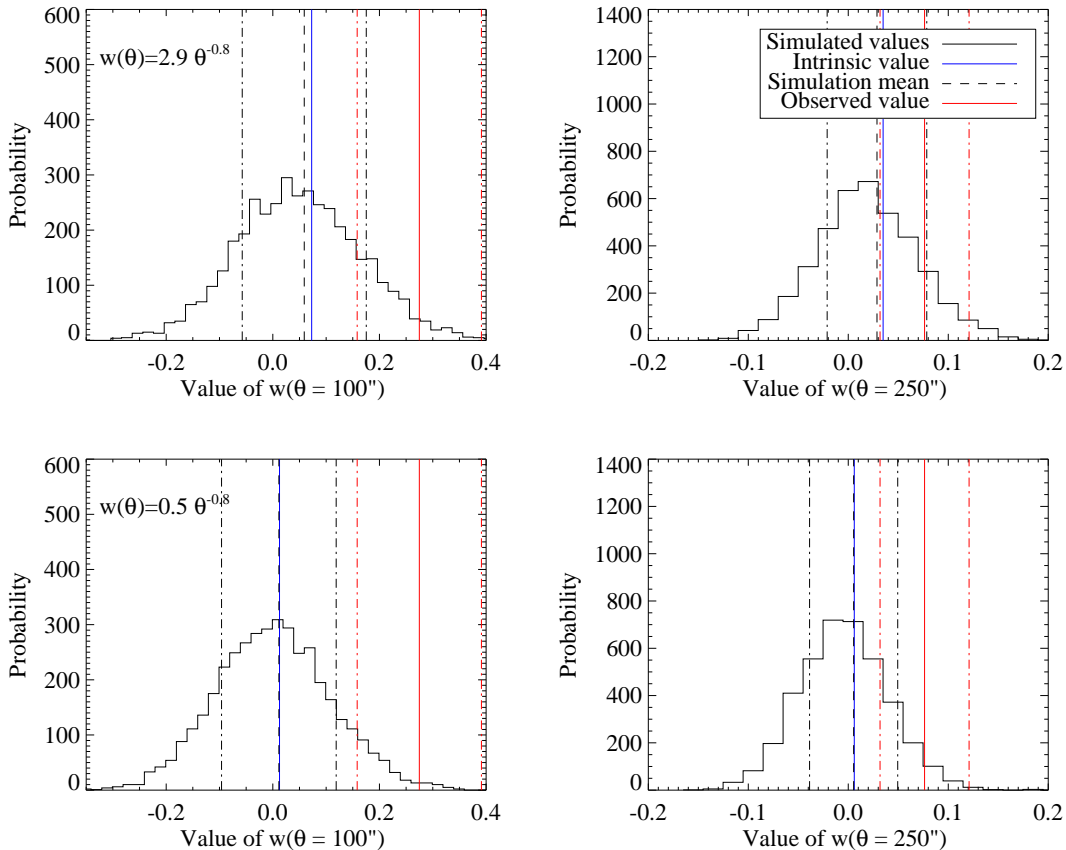 600
500
400
300
200
100
0
Probability
w(θ)=2.9 θ-0.8
-0.2 0.0 0.2 0.4
Value of w(θ = 100")
1400
1200
1000
800
600
400
200
0
Probability
Simulated values
Intrinsic value
Simulation mean
Observed value
-0.2 -0.1 0.0 0.1 0.2
Value of w(θ = 250")
600
500
400
300
200
100
0
Probability
w(θ)=0.5 θ-0.8
-0.2 0.0 0.2 0.4
Value of w(θ = 100")
1400
1200
1000
800
600
400
200
0
Probability
-0.2 -0.1 0.0 0.1 0.2
Value of w(θ = 250")